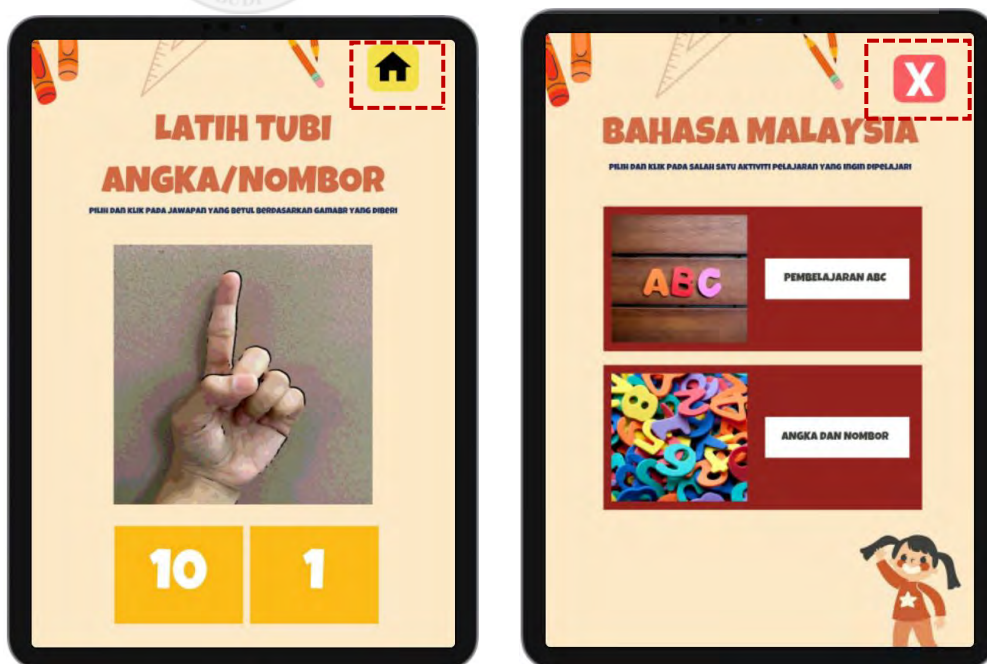 LATIH TUBI
ANGKA/NOMBOR
PILIH DAN KLIK PADA JAWAPAN YANG BETUL BERDASARKAN GAMABR YANG DIBERI
10
1
X
BAHASA MALAYSIA
PILIH DAN KLIK PADA SALAH SATU AKTIVITI PELAJARAN YANG INGIN DIPELAJARI
ABC
PEMBELAJARAN ABC
ANGKA DAN NOMBOR